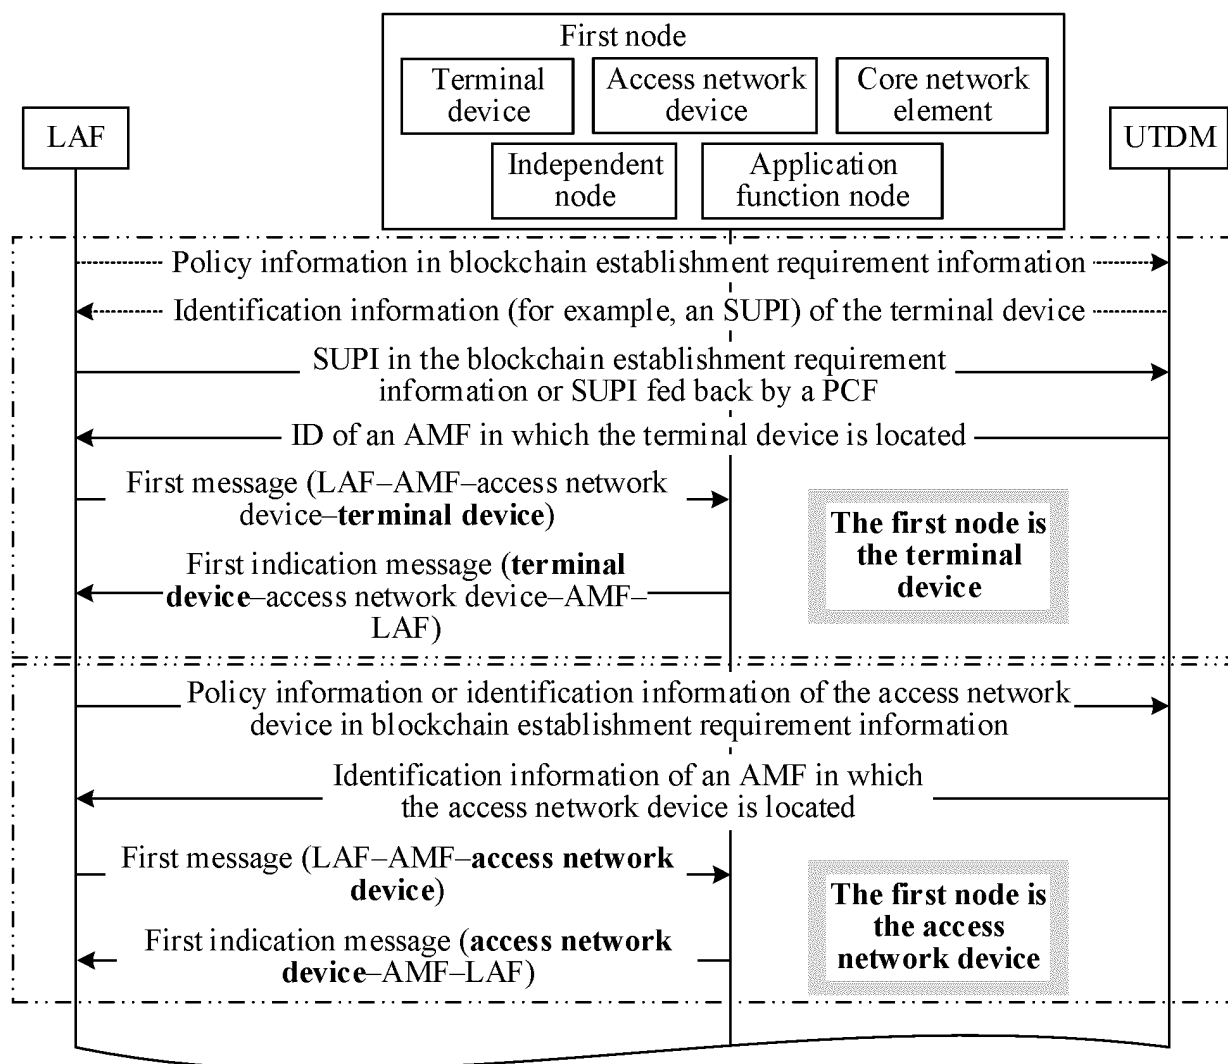 First node
Terminal
device
Access network
device
Core network
element
LAF
UTDM
Independent
node
Application
function node
Policy information in blockchain establishment requirement information
Identification information (for example, an SUPI) of the terminal device
SUPI in the blockchain establishment requirement
information or SUPI fed back by a PCF
ID of an AMF in which the terminal device is located
First message (LAF–AMF–access network
device–terminal device)
The first node is
the terminal
device
First indication message (terminal
device–access network device–AMF–
LAF)
Policy information or identification information of the access network
device in blockchain establishment requirement information
Identification information of an AMF in which
the access network device is located
First message (LAF–AMF–access network
device)
The first node is
the access
network device
First indication message (access network
device–AMF–LAF)